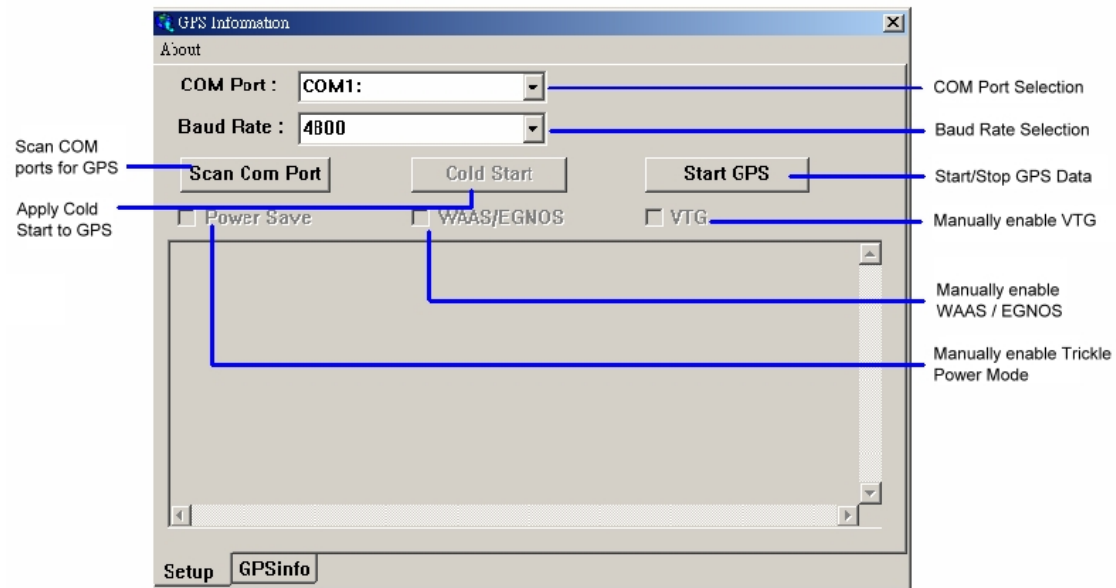 GPS Information
About
COM Port : COM1:
COM Port Selection
Baud Rate : 4800
Baud Rate Selection
Scan COM
ports for GPS
Scan Com Port
Cold Start
Start GPS
Start/Stop GPS Data
Apply Cold
Start to GPS
Power Save
WAAS/EGNOS
VTG
Manually enable VTG
Manually enable
WAAS / EGNOS
Manually enable Trickle
Power Mode
Setup
GPSinfo